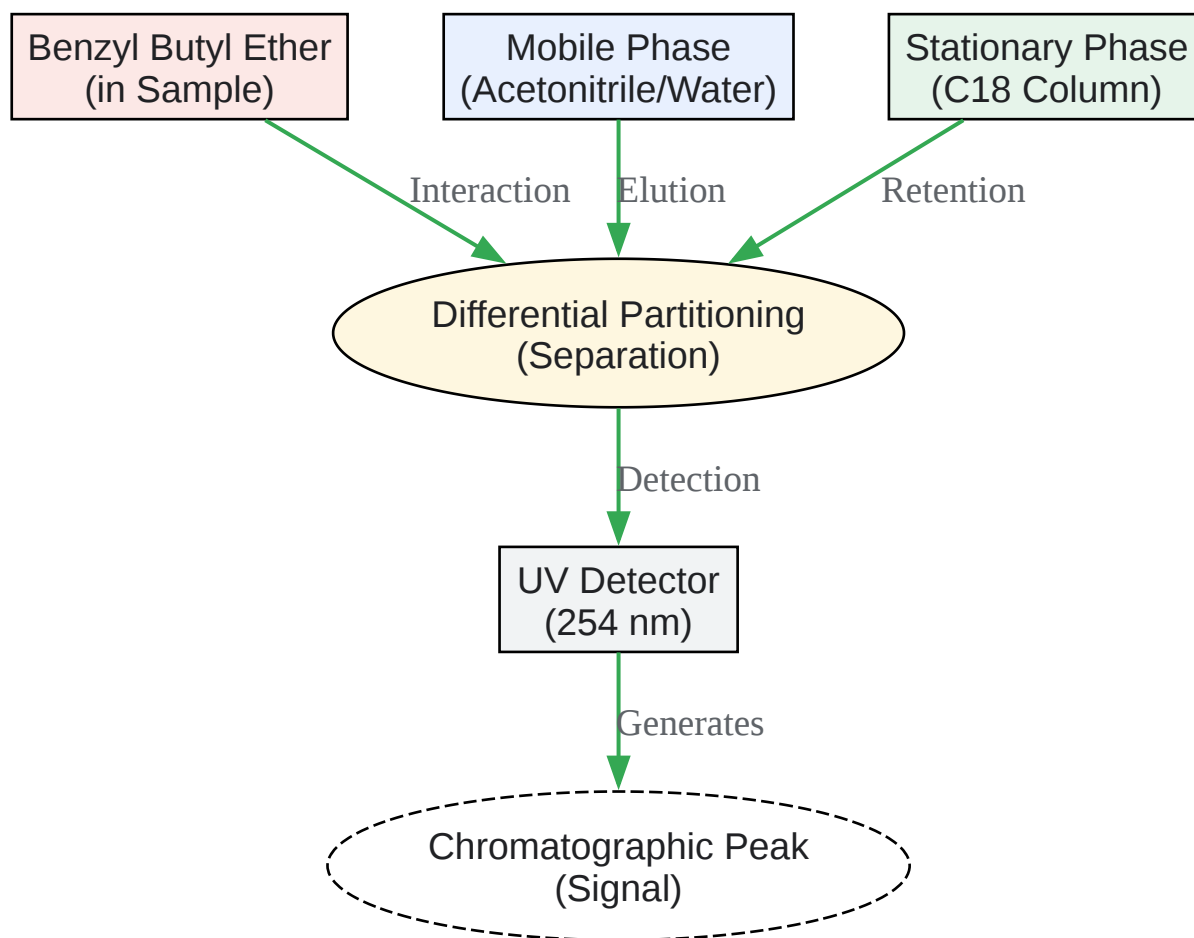 Benzyl Butyl Ether
(in Sample)
Mobile Phase
(Acetonitrile/Water)
Stationary Phase
(C18 Column)
Interaction
Elution
Retention
Differential Partitioning
(Separation)
Detection
UV Detector
(254 nm)
Generates
Chromatographic Peak
(Signal)